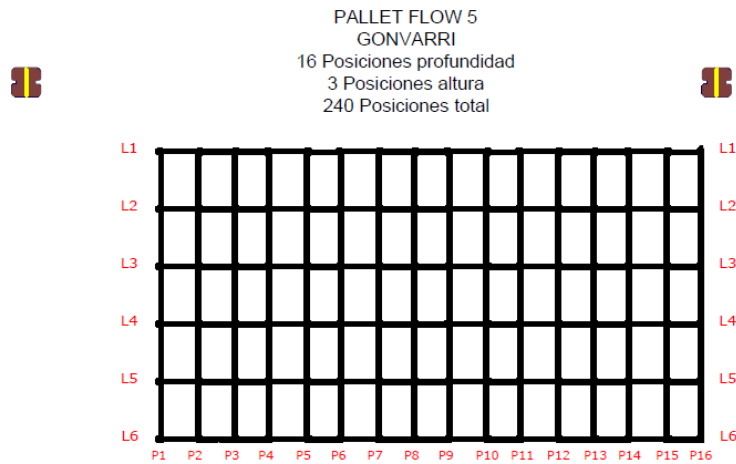 PALLET FLOW 5
GONVARRI
16 Posiciones profundidad
3 Posiciones altura
240 Posiciones total
L1 L1
L2 L2
L3 L3
L4 L4
L5 L5
L6 L6
P1 P2 P3 P4 P5 P6 P7 P8 P9 P10 P11 P12 P13 P14 P15 P16